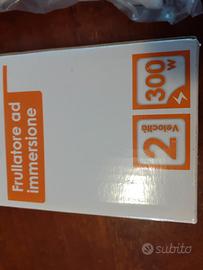 Frullatore ad
immersione
2
Velocità
300
W
subito